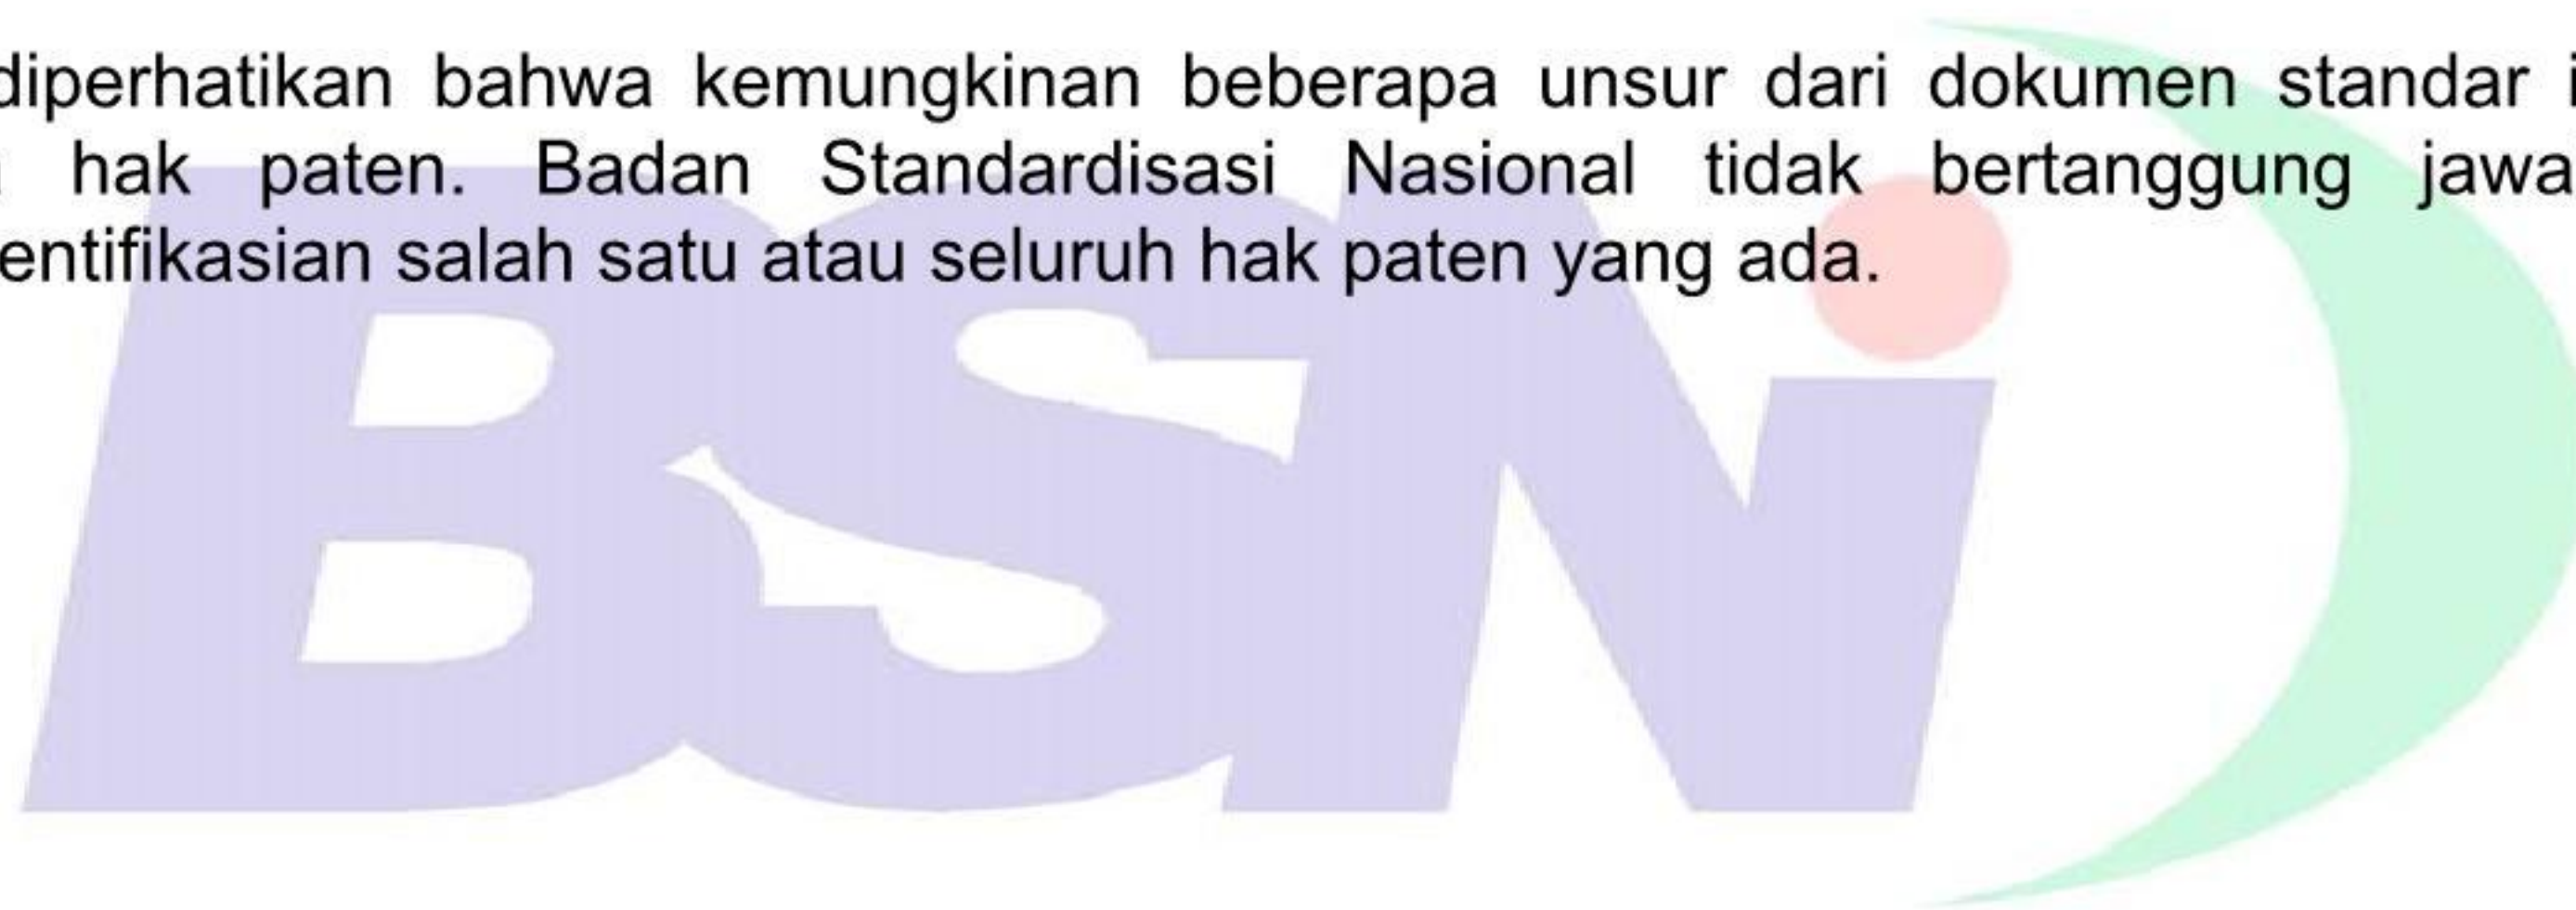 diperhatikan bahwa kemungkinan beberapa unsur dari dokumen standar
hak paten. Badan Standardisasi Nasional tidak bertanggung jawa
entifikasian salah satu atau seluruh hak paten yang ada.
BSN